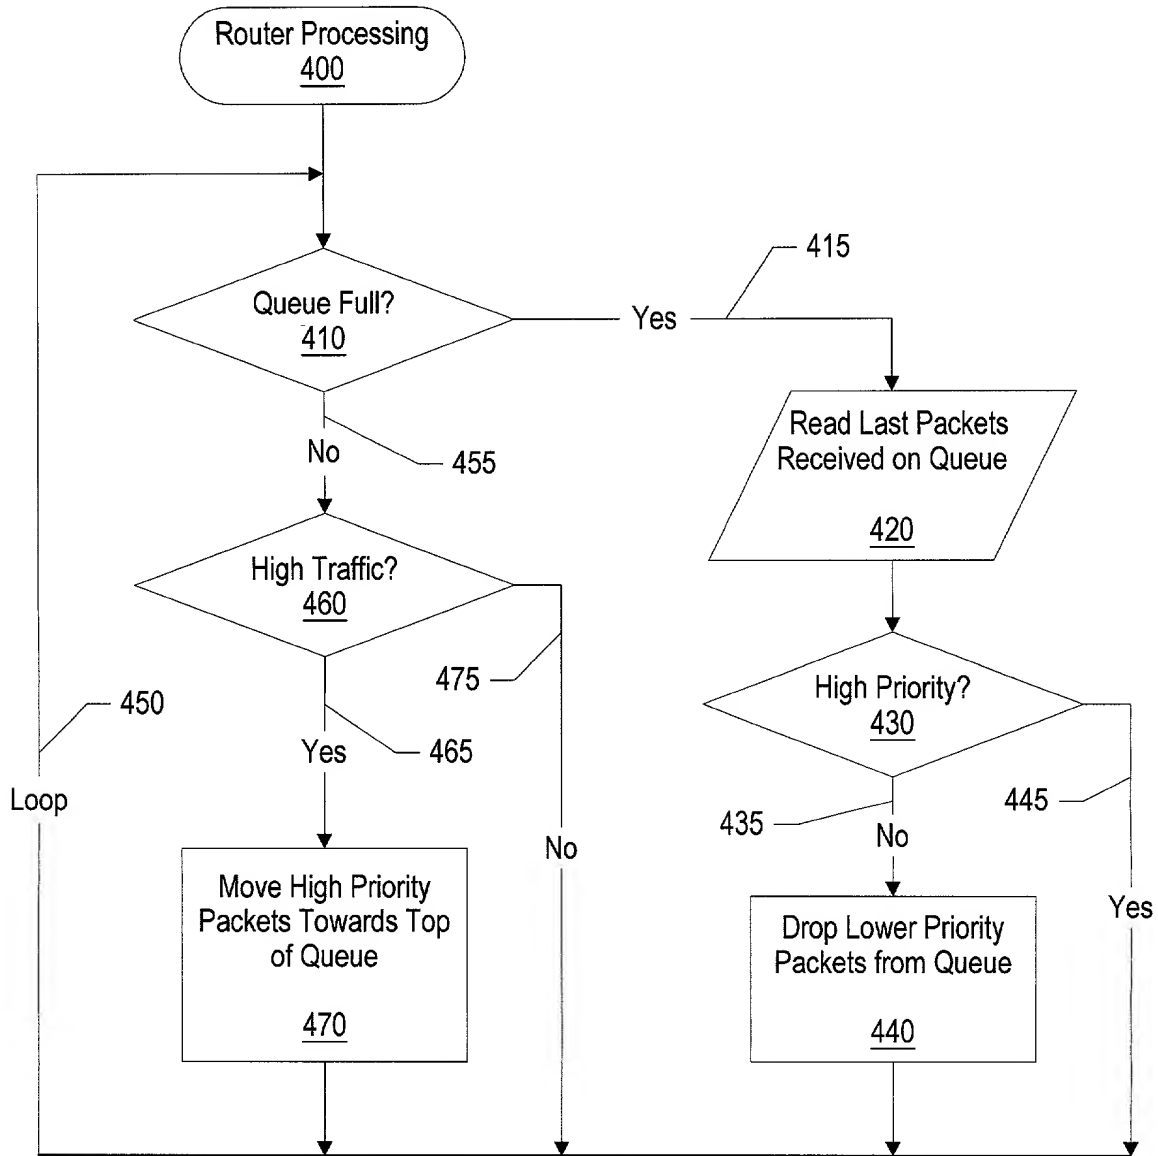 Router Processing
400
415
Queue Full?
410
Yes
Read Last Packets
Received on Queue
420
No
455
High Traffic?
460
475
High Priority?
430
450
Yes
465
Loop
435
445
No
No
Yes
Move High Priority
Packets Towards Top
of Queue
470
Drop Lower Priority
Packets from Queue
440